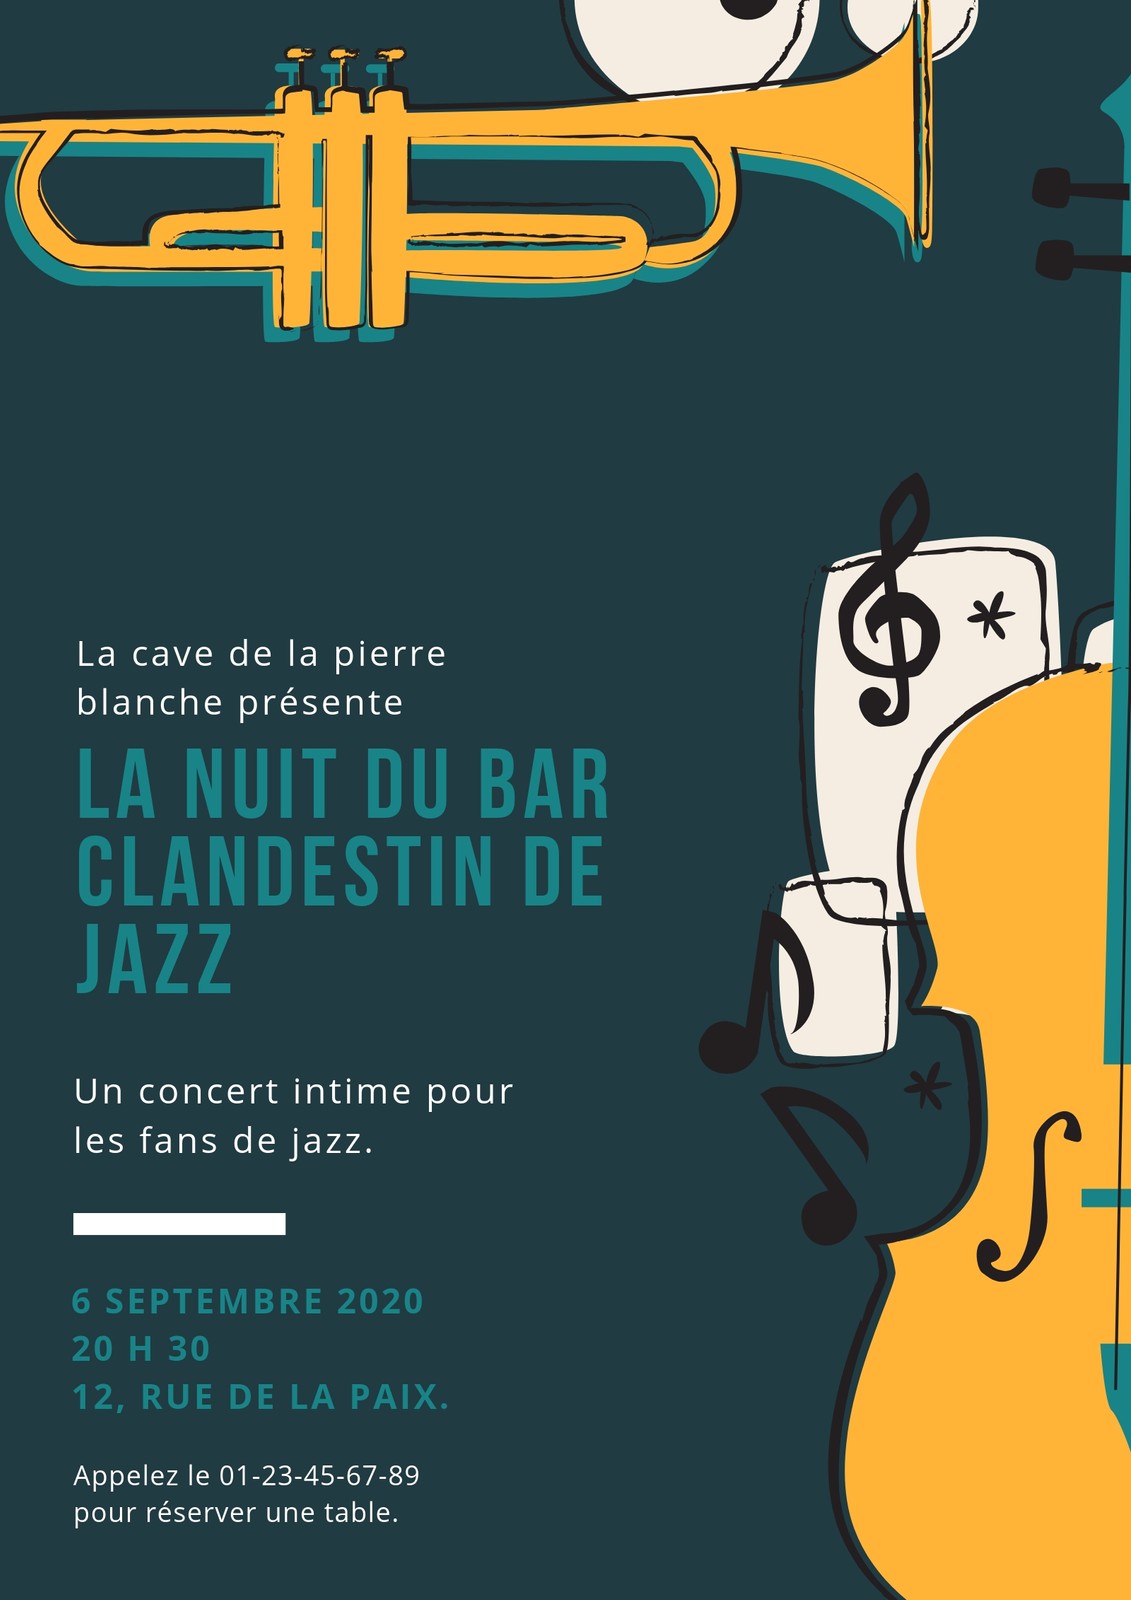 La cave de la pierre
blanche présente
LA NUIT DU BAR
CLANDESTIN DE
JAZZ
Un concert intime pour
les fans de jazz.
6 SEPTEMBRE 2020
20 H 30
12, RUE DE LA PAIX.
Appelez le 01-23-45-67-89
pour réserver une table.